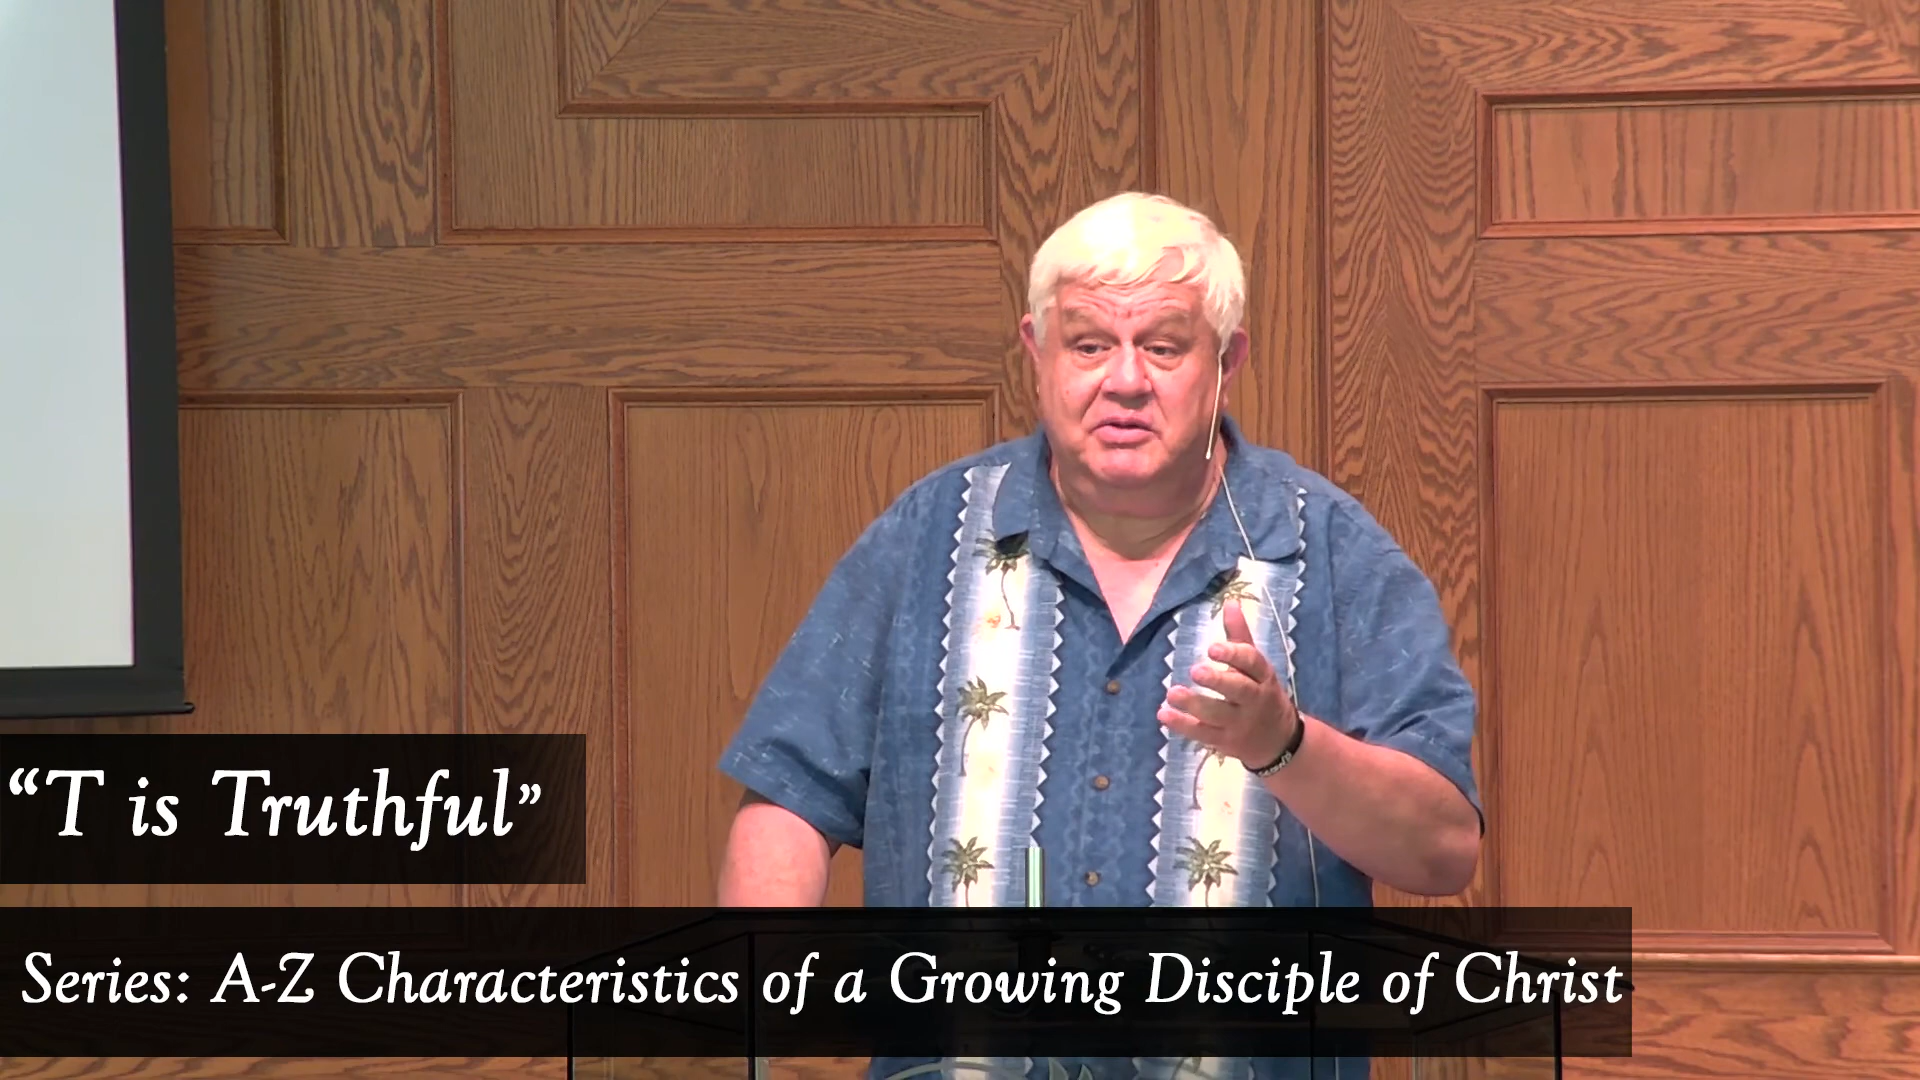 “T is Truthful”
Series: A-Z Characteristics of a Growing Disciple of Christ